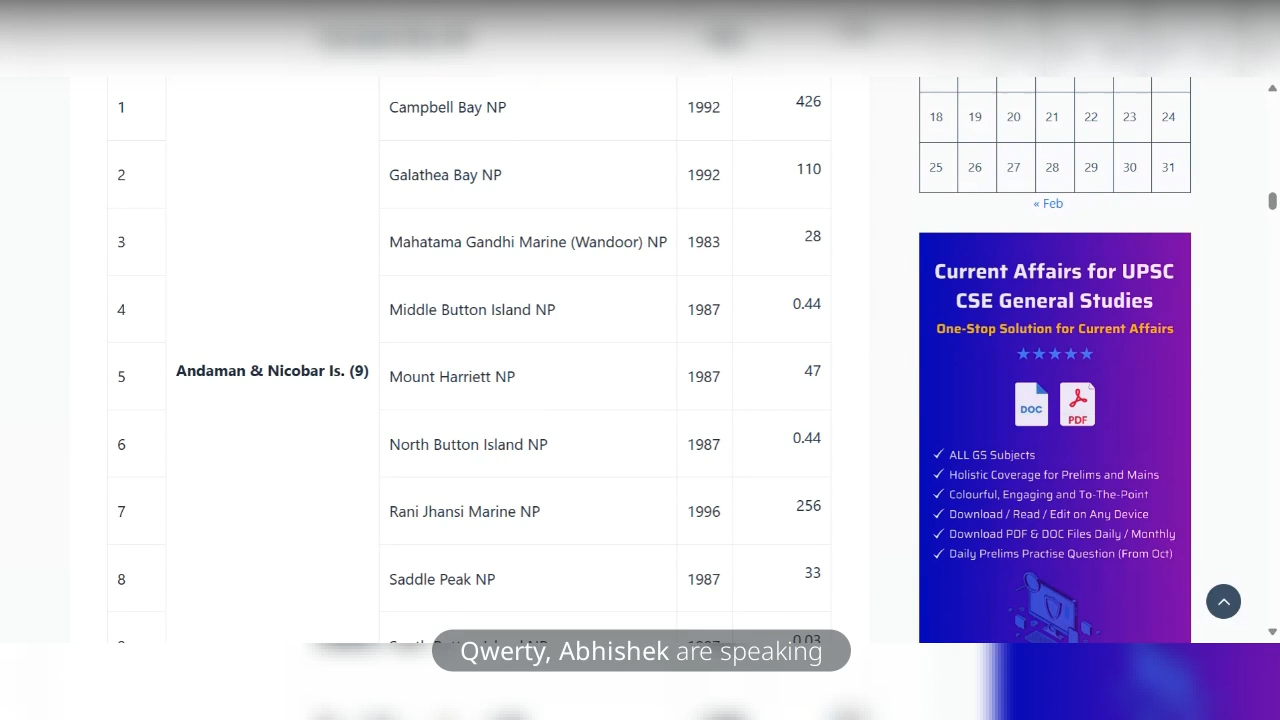 1 Campbell Bay NP 1992 426
2 Galathea Bay NP 1992 110
3 Mahatama Gandhi Marine (Wandoor) NP 1983 28
4 Middle Button Island NP 1987 0.44
Andaman & Nicobar Is. (9)
5 Mount Harriett NP 1987 47
6 North Button Island NP 1987 0.44
7 Rani Jhansi Marine NP 1996 256
8 Saddle Peak NP 1987 33
0.03
18 19 20 21 22 23 24
25 26 27 28 29 30 31
« Feb
Current Affairs for UPSC
CSE General Studies
One-Stop Solution for Current Affairs
DOC
PDF
✓ ALL GS Subjects
✓ Holistic Coverage for Prelims and Mains
✓ Colourful, Engaging and To-The-Point
✓ Download / Read / Edit on Any Device
✓ Download PDF & DOC Files Daily / Monthly
✓ Daily Prelims Practise Question (From Oct)
Qwerty, Abhishek are speaking